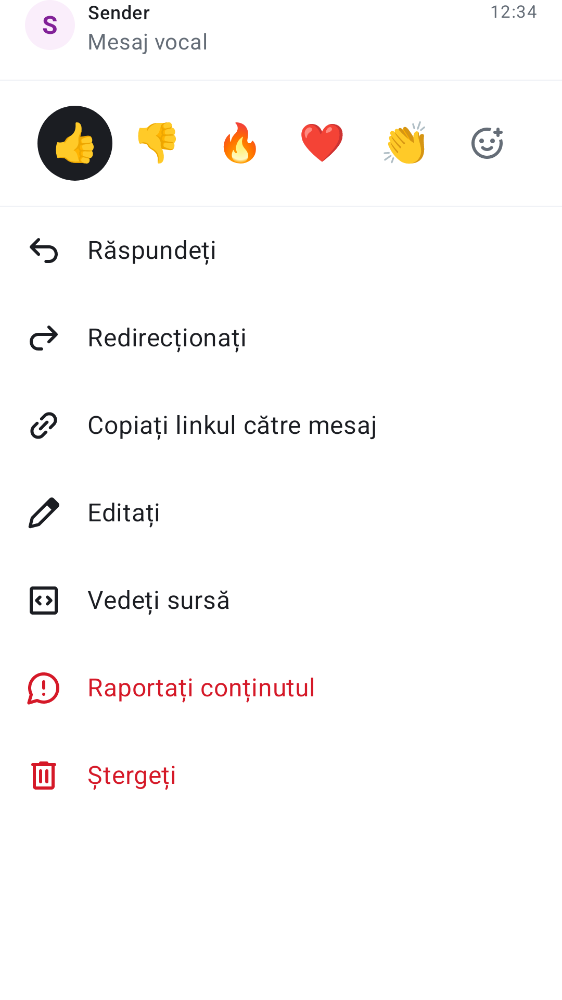 S
Sender
12:34
Mesaj vocal
Răspundeți
Redirecționați
Copiați linkul către mesaj
Editați
Vedeți sursă
Raportați conținutul
Ștergeți